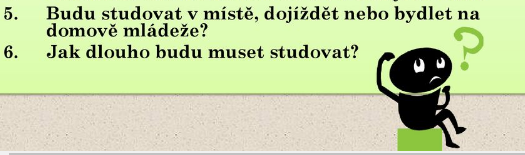 5. Budu studovat v místě, dojíždět nebo bydlet na
domově mládeže?
6. Jak dlouho budu muset studovat?
?